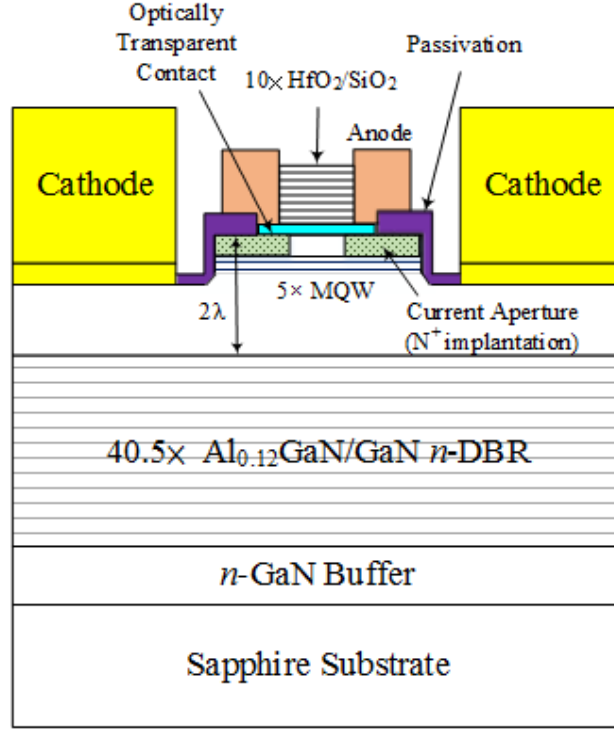 Optically
Transparent
Contact
Passivation
10× HfO₂/SiO₂
Anode
Cathode
Cathode
5× MQW
2λ
Current Aperture
(N⁺ implantation)
40.5× Al₀.₁₂GaN/GaN n-DBR
n-GaN Buffer
Sapphire Substrate